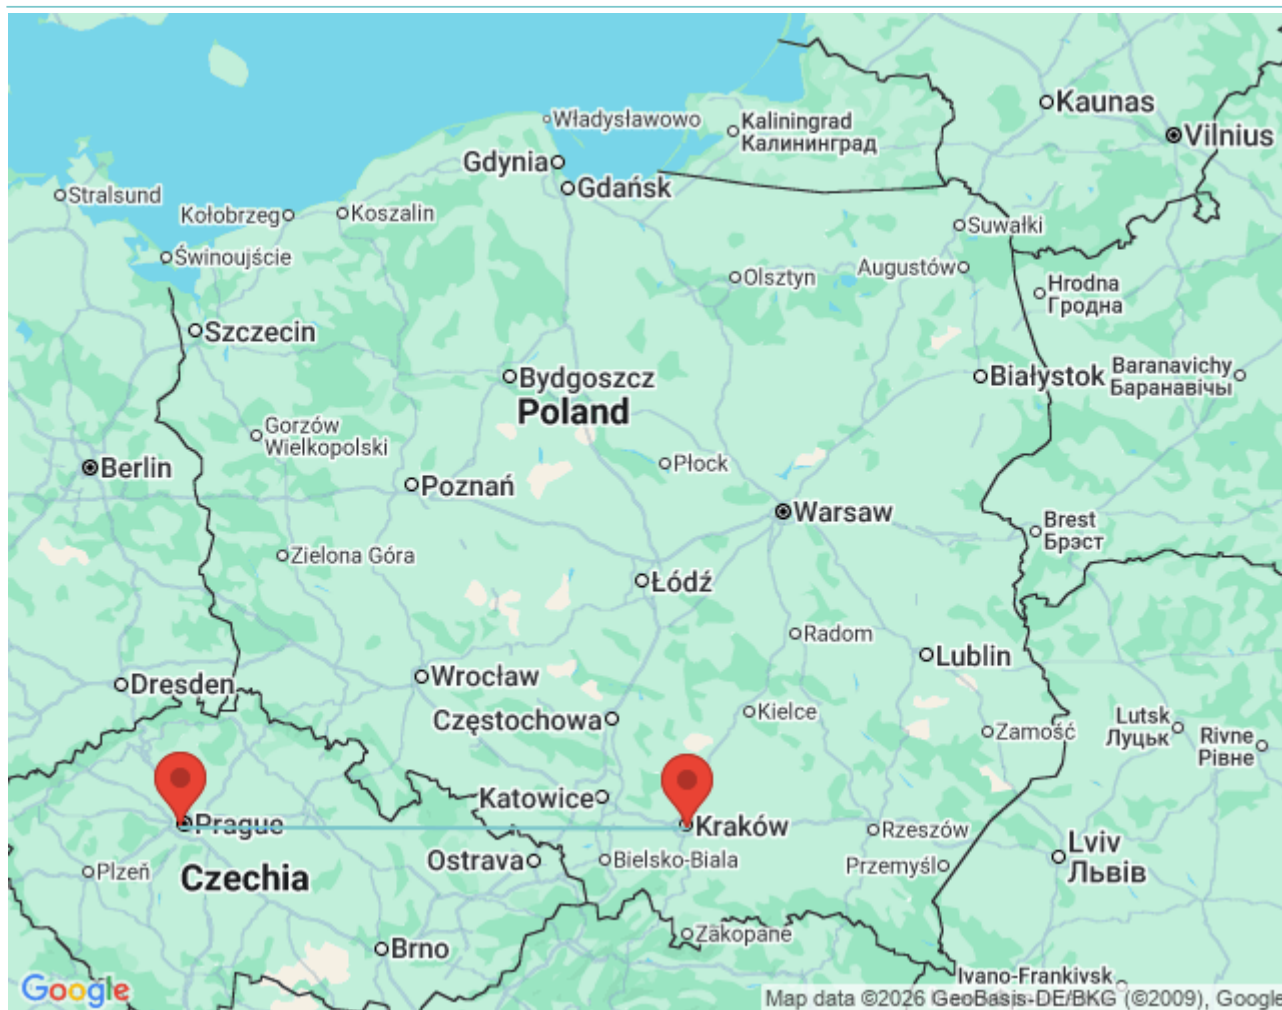 Kaunas
Vilnius
Władysławowo
Kaliningrad
Калининград
Gdynia
Gdańsk
Stralsund
Kołobrzeg
Koszalin
Suwałki
Świnoujście
Augustów
Olsztyn
Hrodna
Гродна
Szczecin
Bydgoszcz
Białystok
Baranavichy
Баранавічы
Poland
Gorzów
Wielkopolski
Berlin
Płock
Poznań
Warsaw
Brest
Брэст
Zielona Góra
Łódź
Radom
Lublin
Dresden
Wrocław
Częstochowa
Kielce
Zamość
Lutsk
Луцьк
Rivne
Рівне
Katowice
Prague
Kraków
Rzeszów
Lviv
Львів
Ostrava
Bielsko-Biala
Przemyśl
Plzeň
Czechia
Zakopane
Brno
Ivano-Frankivsk
Google
Map data ©2026 GeoBasis-DE/BKG (©2009), Google